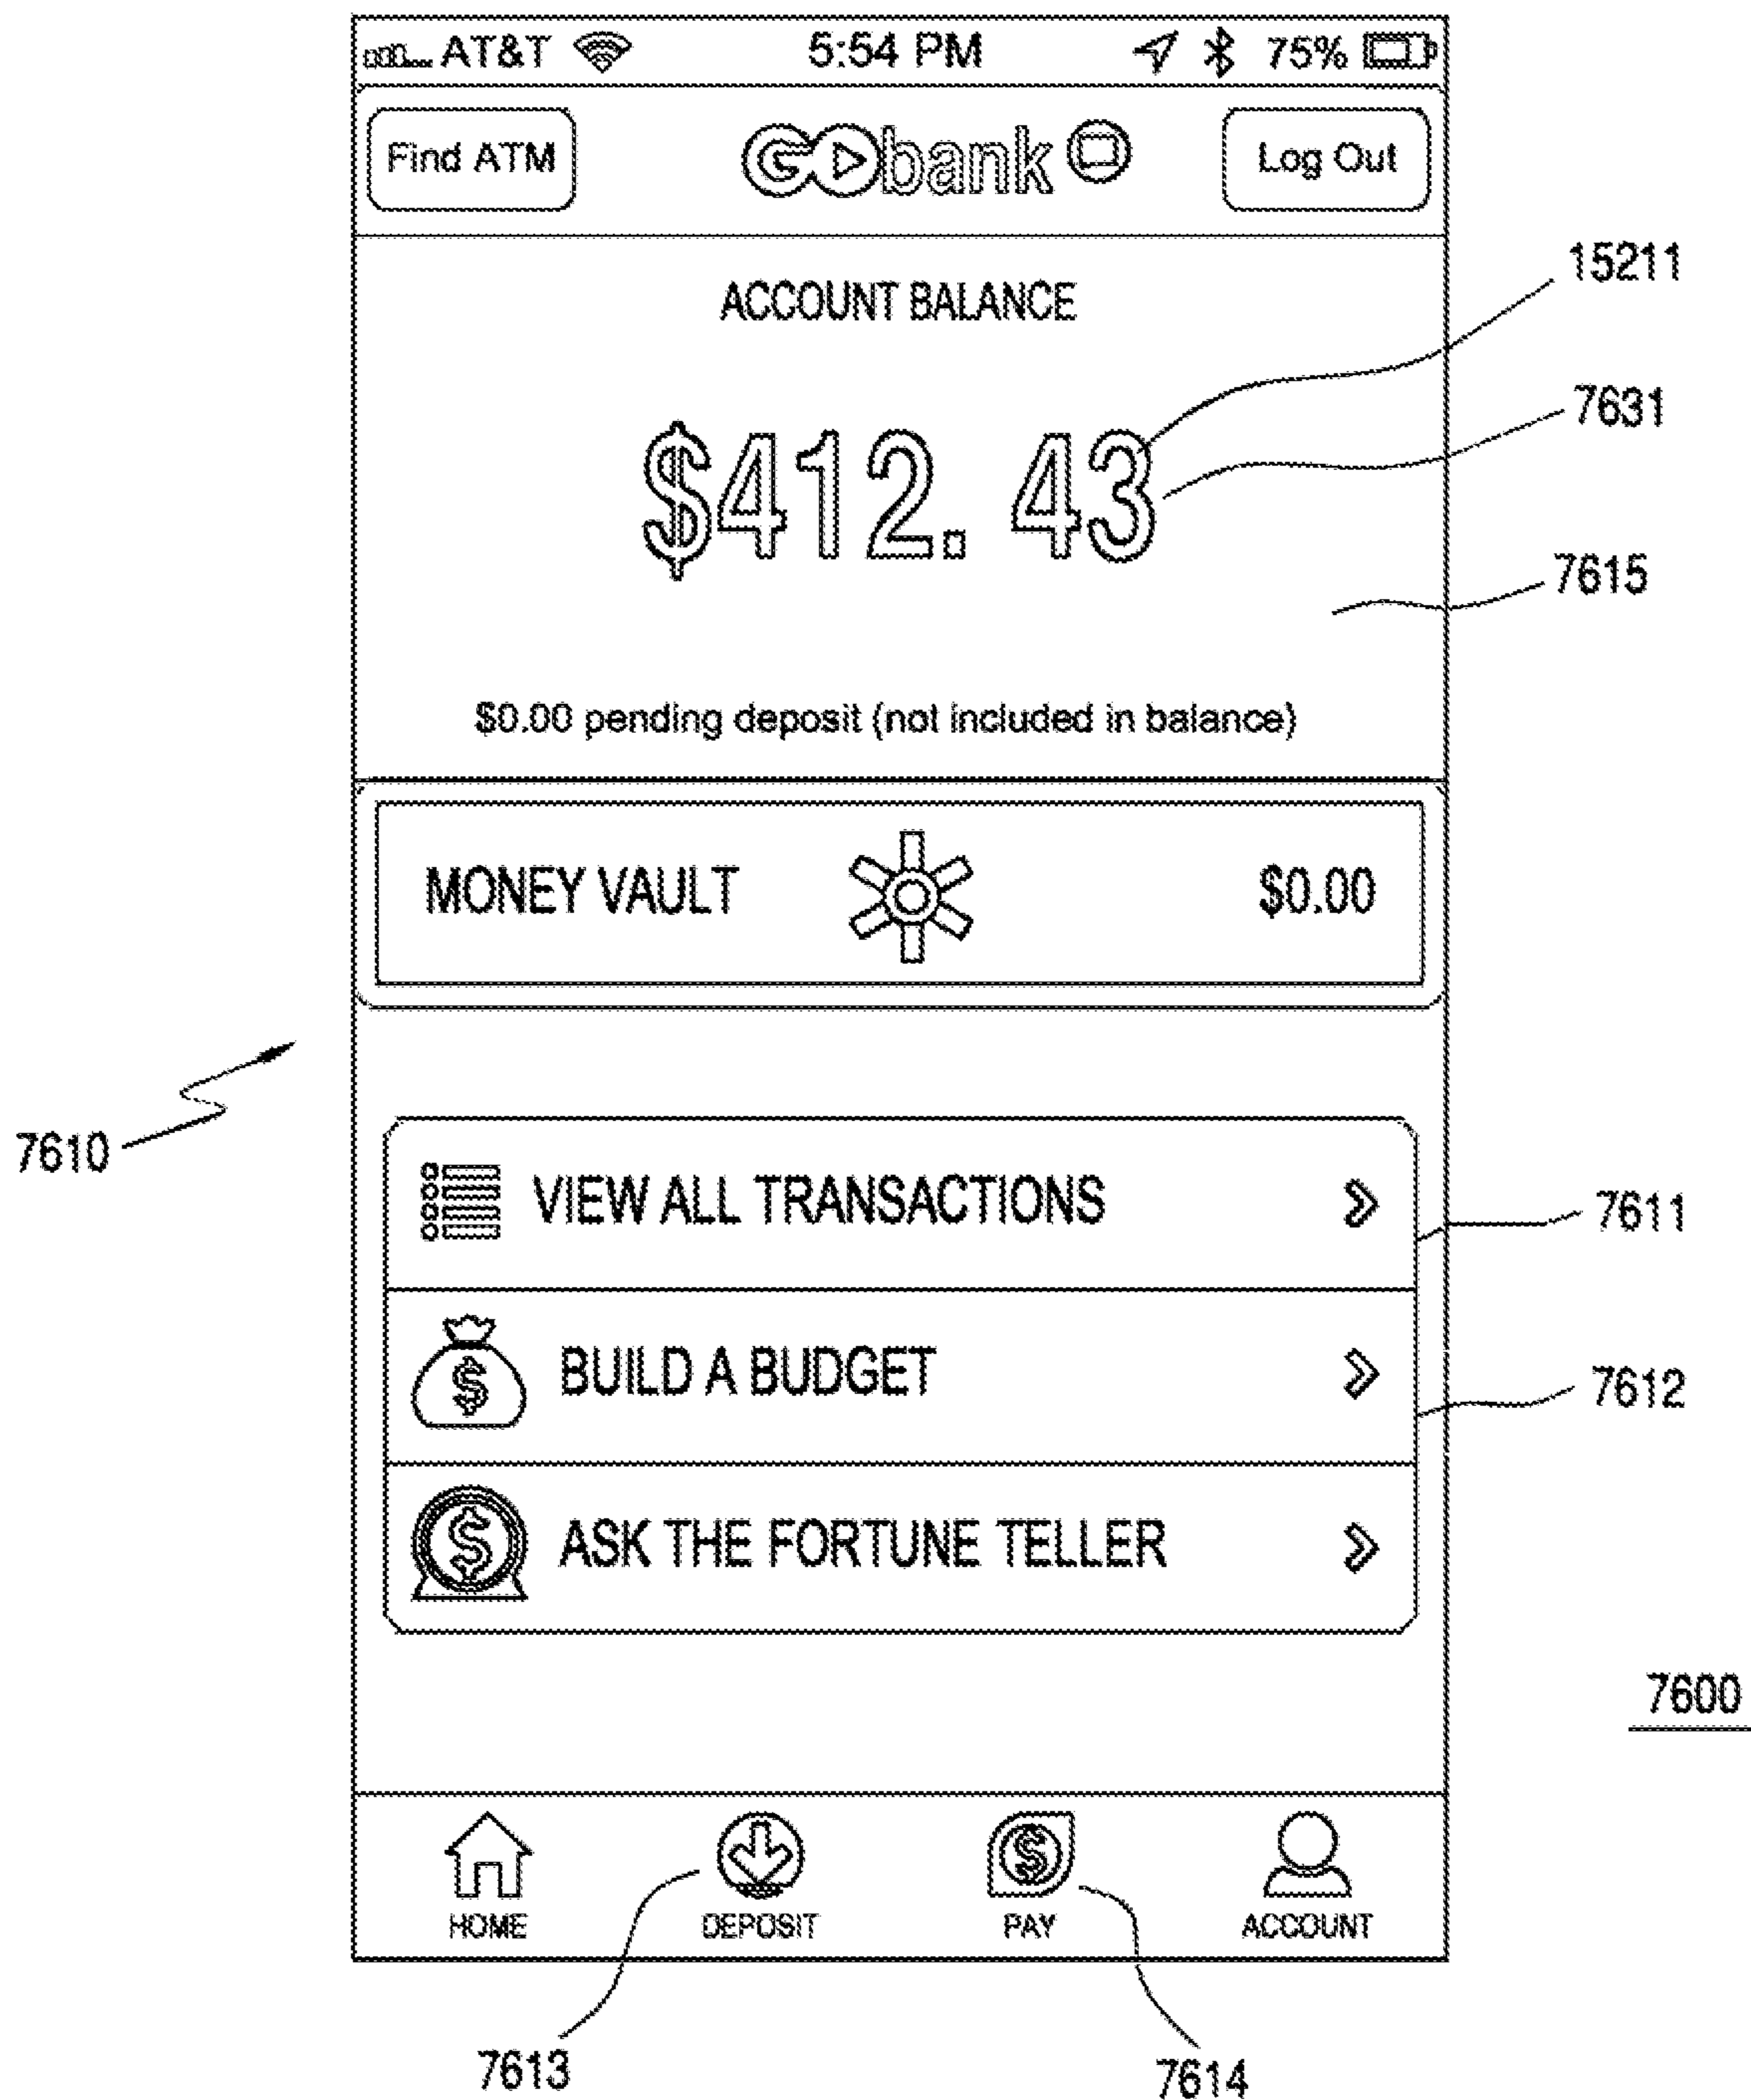 AT&T 5:54 PM 75%
Find ATM GObank Log Out
15211
ACCOUNT BALANCE
7631
$412. 43
7615
$0.00 pending deposit (not included in balance)
MONEY VAULT $0.00
7610
VIEW ALL TRANSACTIONS
7611
BUILD A BUDGET
7612
ASK THE FORTUNE TELLER
7600
HOME DEPOSIT PAY ACCOUNT
7613
7614